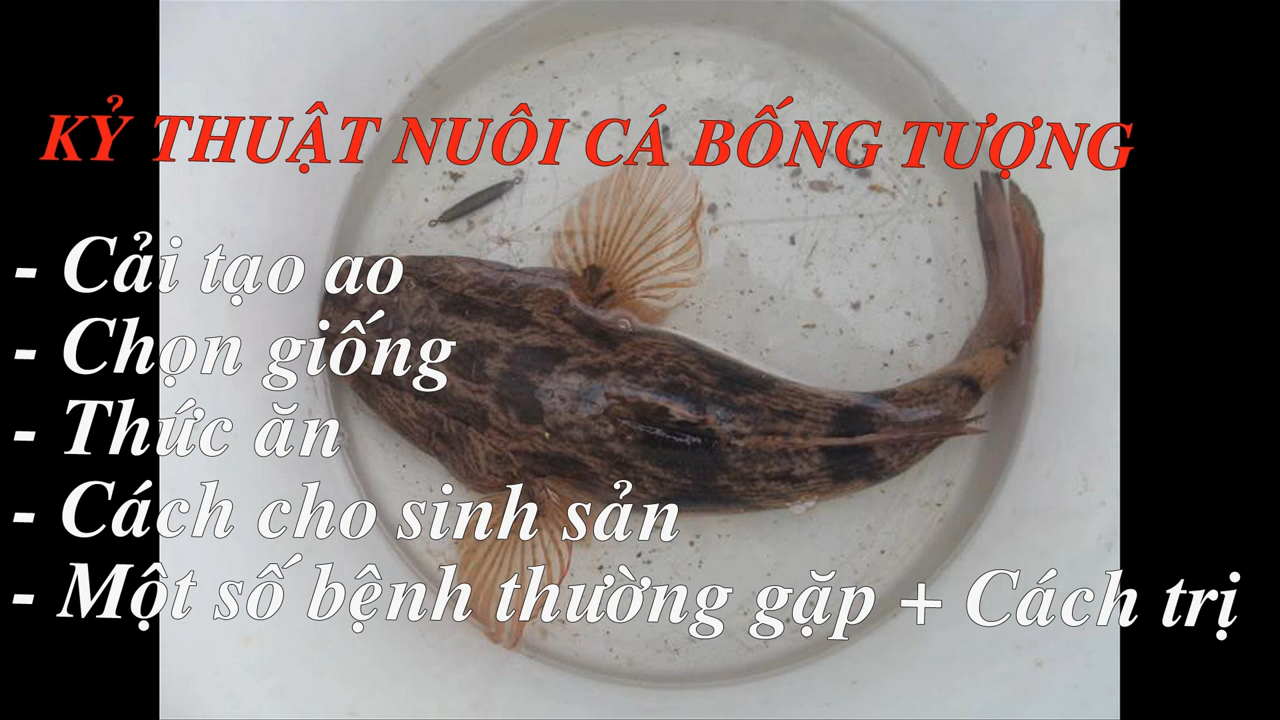 KỶ THUẬT NUÔI CÁ BỐNG TƯỢNG
- Cải tạo ao
- Chọn giống
- Thức ăn
- Cách cho sinh sản
- Một số bệnh thường gặp + Cách trị